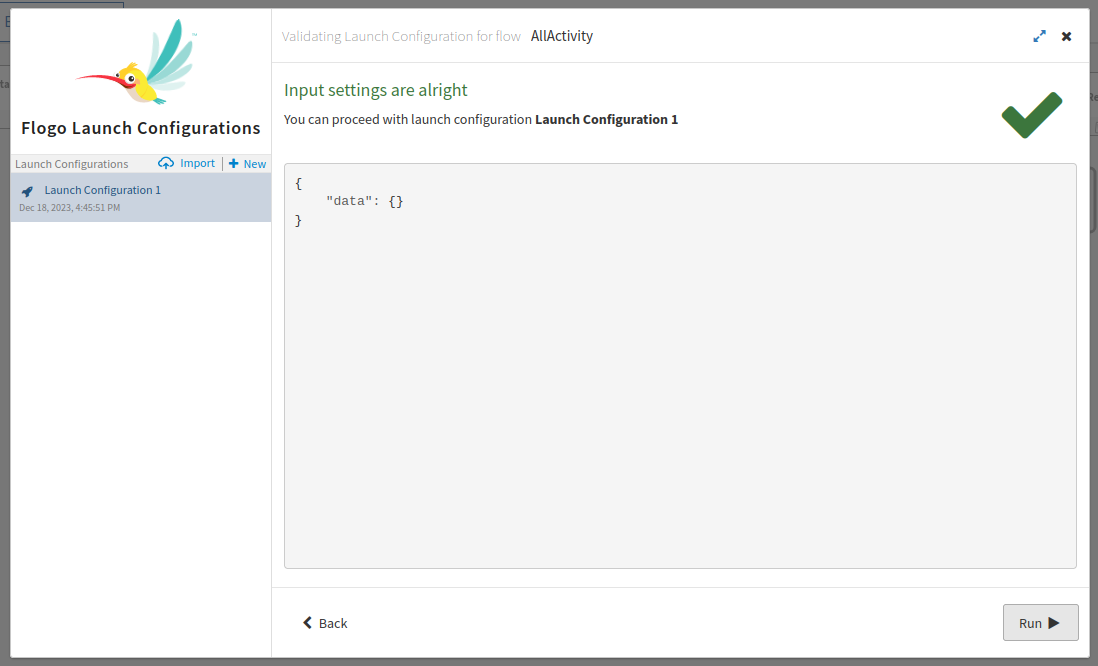 Validating Launch Configuration for flow AllActivity
™
Flogo Launch Configurations
Launch Configurations Import + New
Launch Configuration 1
Dec 18, 2023, 4:45:51 PM
Input settings are alright
You can proceed with launch configuration Launch Configuration 1
{
"data": {}
}
Back
Run